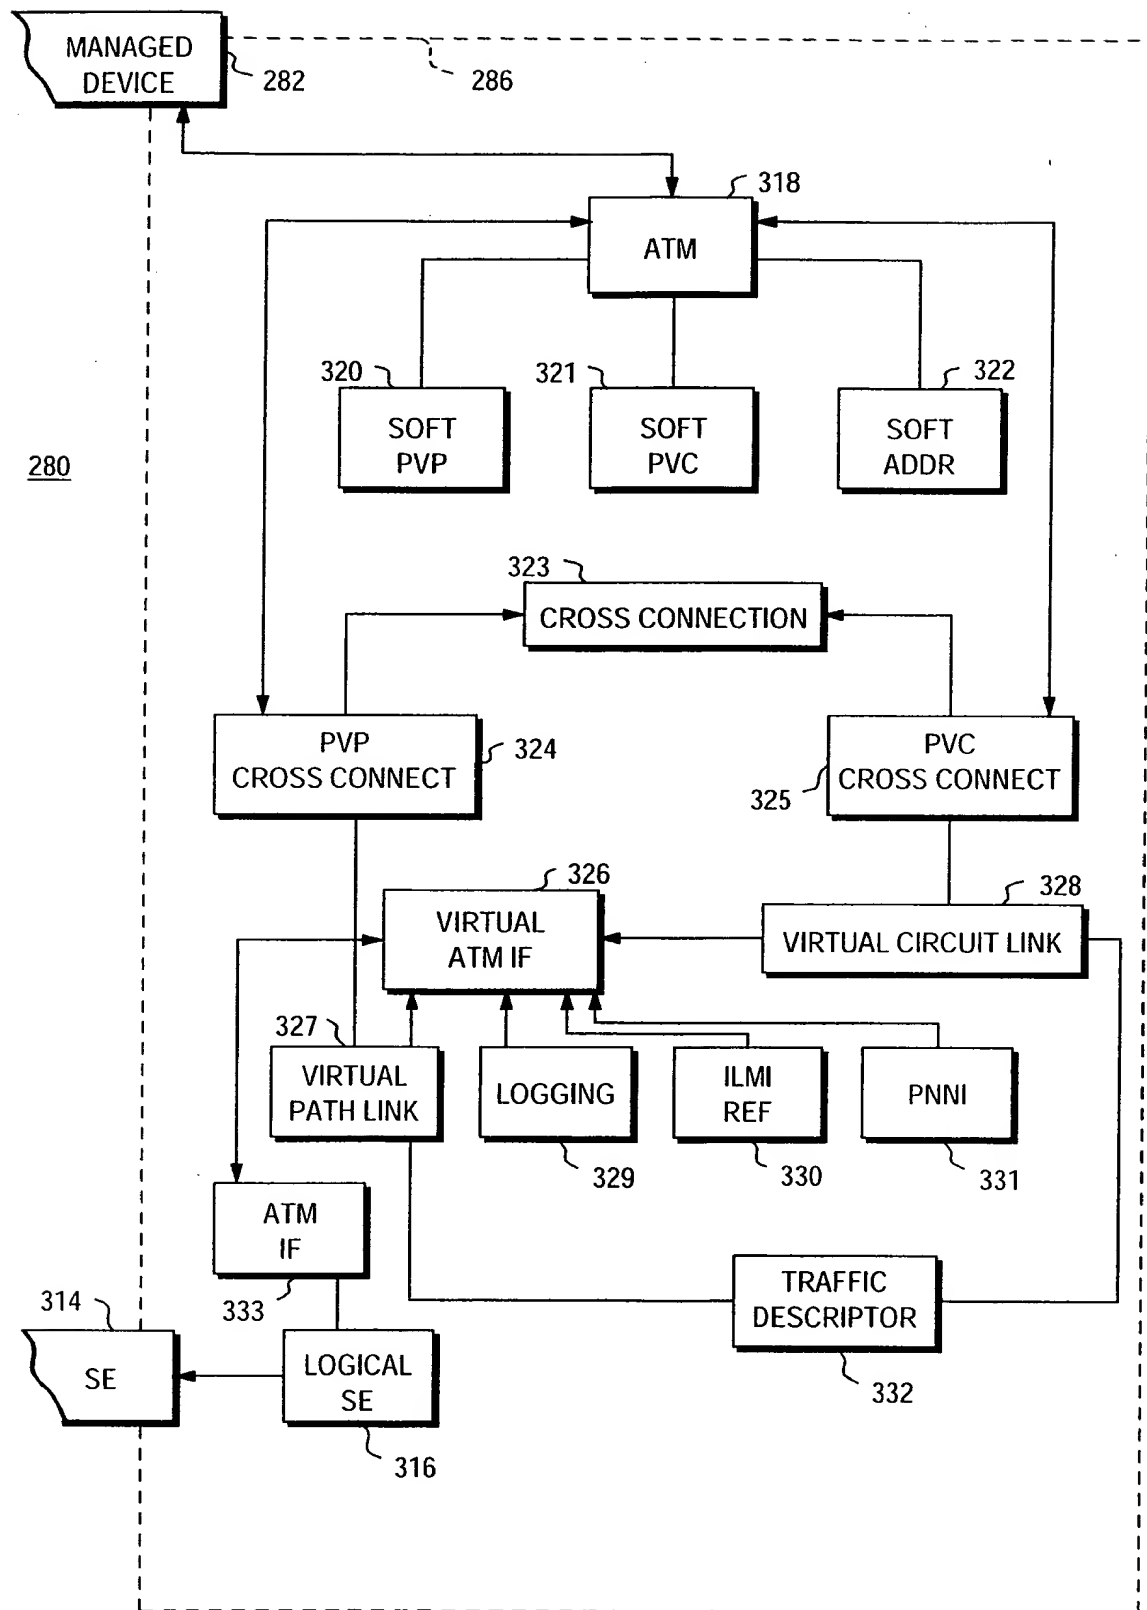 MANAGED
DEVICE
282
286
318
ATM
320
321
322
SOFT
PVP
SOFT
PVC
SOFT
ADDR
280
323
CROSS CONNECTION
PVP
CROSS CONNECT
324
PVC
CROSS CONNECT
325
326
328
VIRTUAL
ATM IF
VIRTUAL CIRCUIT LINK
327
VIRTUAL
PATH LINK
LOGGING
ILMI
REF
PNNI
329
330
331
ATM
IF
333
TRAFFIC
DESCRIPTOR
332
314
SE
LOGICAL
SE
316